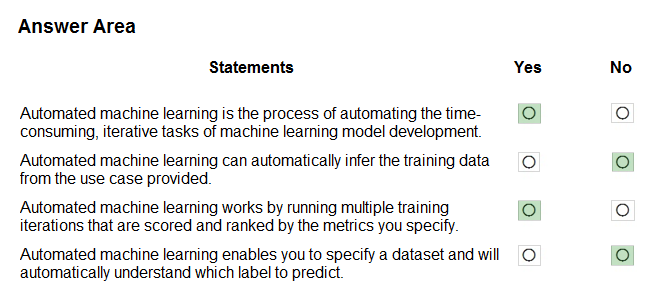 Answer Area
Statements Yes No
Automated machine learning is the process of automating the time-
consuming, iterative tasks of machine learning model development.
Automated machine learning can automatically infer the training data
from the use case provided.
Automated machine learning works by running multiple training
iterations that are scored and ranked by the metrics you specify.
Automated machine learning enables you to specify a dataset and will
automatically understand which label to predict.